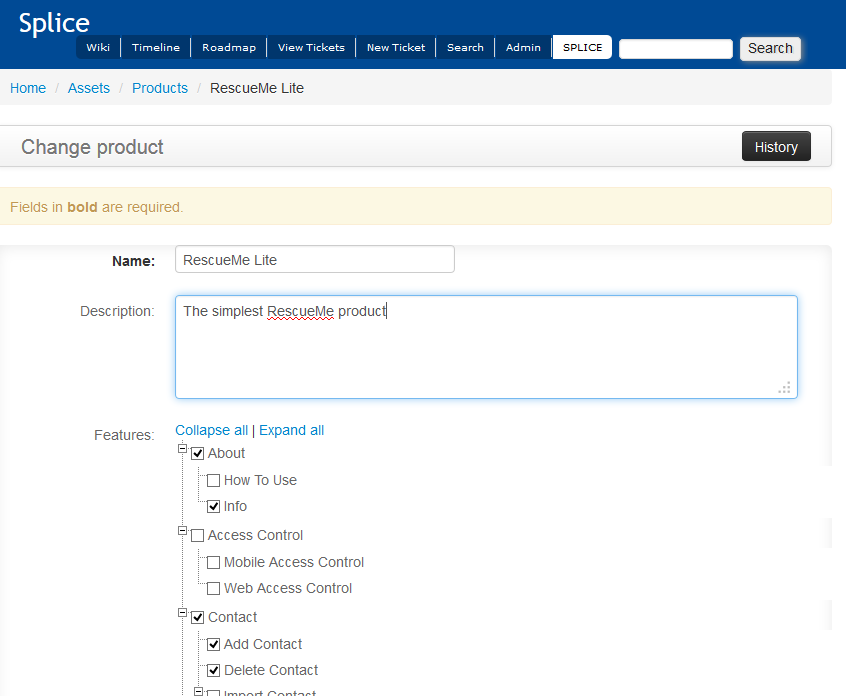 Splice
Wiki Timeline Roadmap View Tickets New Ticket Search Admin SPLICE Search
Home / Assets / Products / RescueMe Lite
Change product History
Fields in bold are required.
Name: RescueMe Lite
Description: The simplest RescueMe product
Features: Collapse all | Expand all
About
How To Use
Info
Access Control
Mobile Access Control
Web Access Control
Contact
Add Contact
Delete Contact
Import Contact